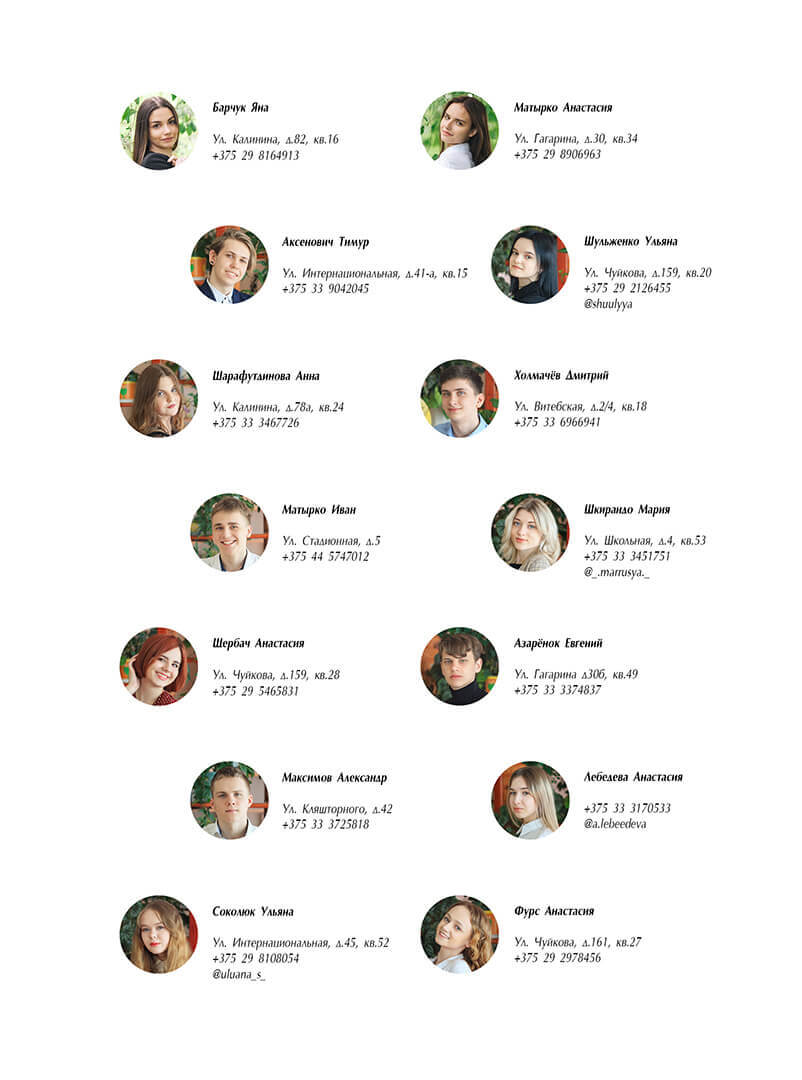 Барчук Яна
Ул. Калинина, д.82, кв.16
+375 29 8164913
Матырко Анастасия
Ул. Гагарина, д.30, кв.34
+375 29 8906963
Аксенович Тимур
Ул. Интернациональная, д.41-а, кв.15
+375 33 9042045
Шульженко Ульяна
Ул. Чуйкова, д.159, кв.20
+375 29 2126455
@shuulyya
Шарафутдинова Анна
Ул. Калинина, д.78а, кв.24
+375 33 3467726
Холмачёв Дмитрий
Ул. Витебская, д.2/4, кв.18
+375 33 6966941
Матырко Иван
Ул. Стадионная, д.5
+375 44 5747012
Шкирандо Мария
Ул. Школьная, д.4, кв.53
+375 33 3451751
@_.marrusya._
Щербач Анастасия
Ул. Чуйкова, д.159, кв.28
+375 29 5465831
Азарёнок Евгений
Ул. Гагарина д30б, кв.49
+375 33 3374837
Максимов Александр
Ул. Кляшторного, д.42
+375 33 3725818
Лебедева Анастасия
+375 33 3170533
@a.lebeedeva
Соколюк Ульяна
Ул. Интернациональная, д.45, кв.52
+375 29 8108054
@uluana_s_
Фурс Анастасия
Ул. Чуйкова, д.161, кв.27
+375 29 2978456